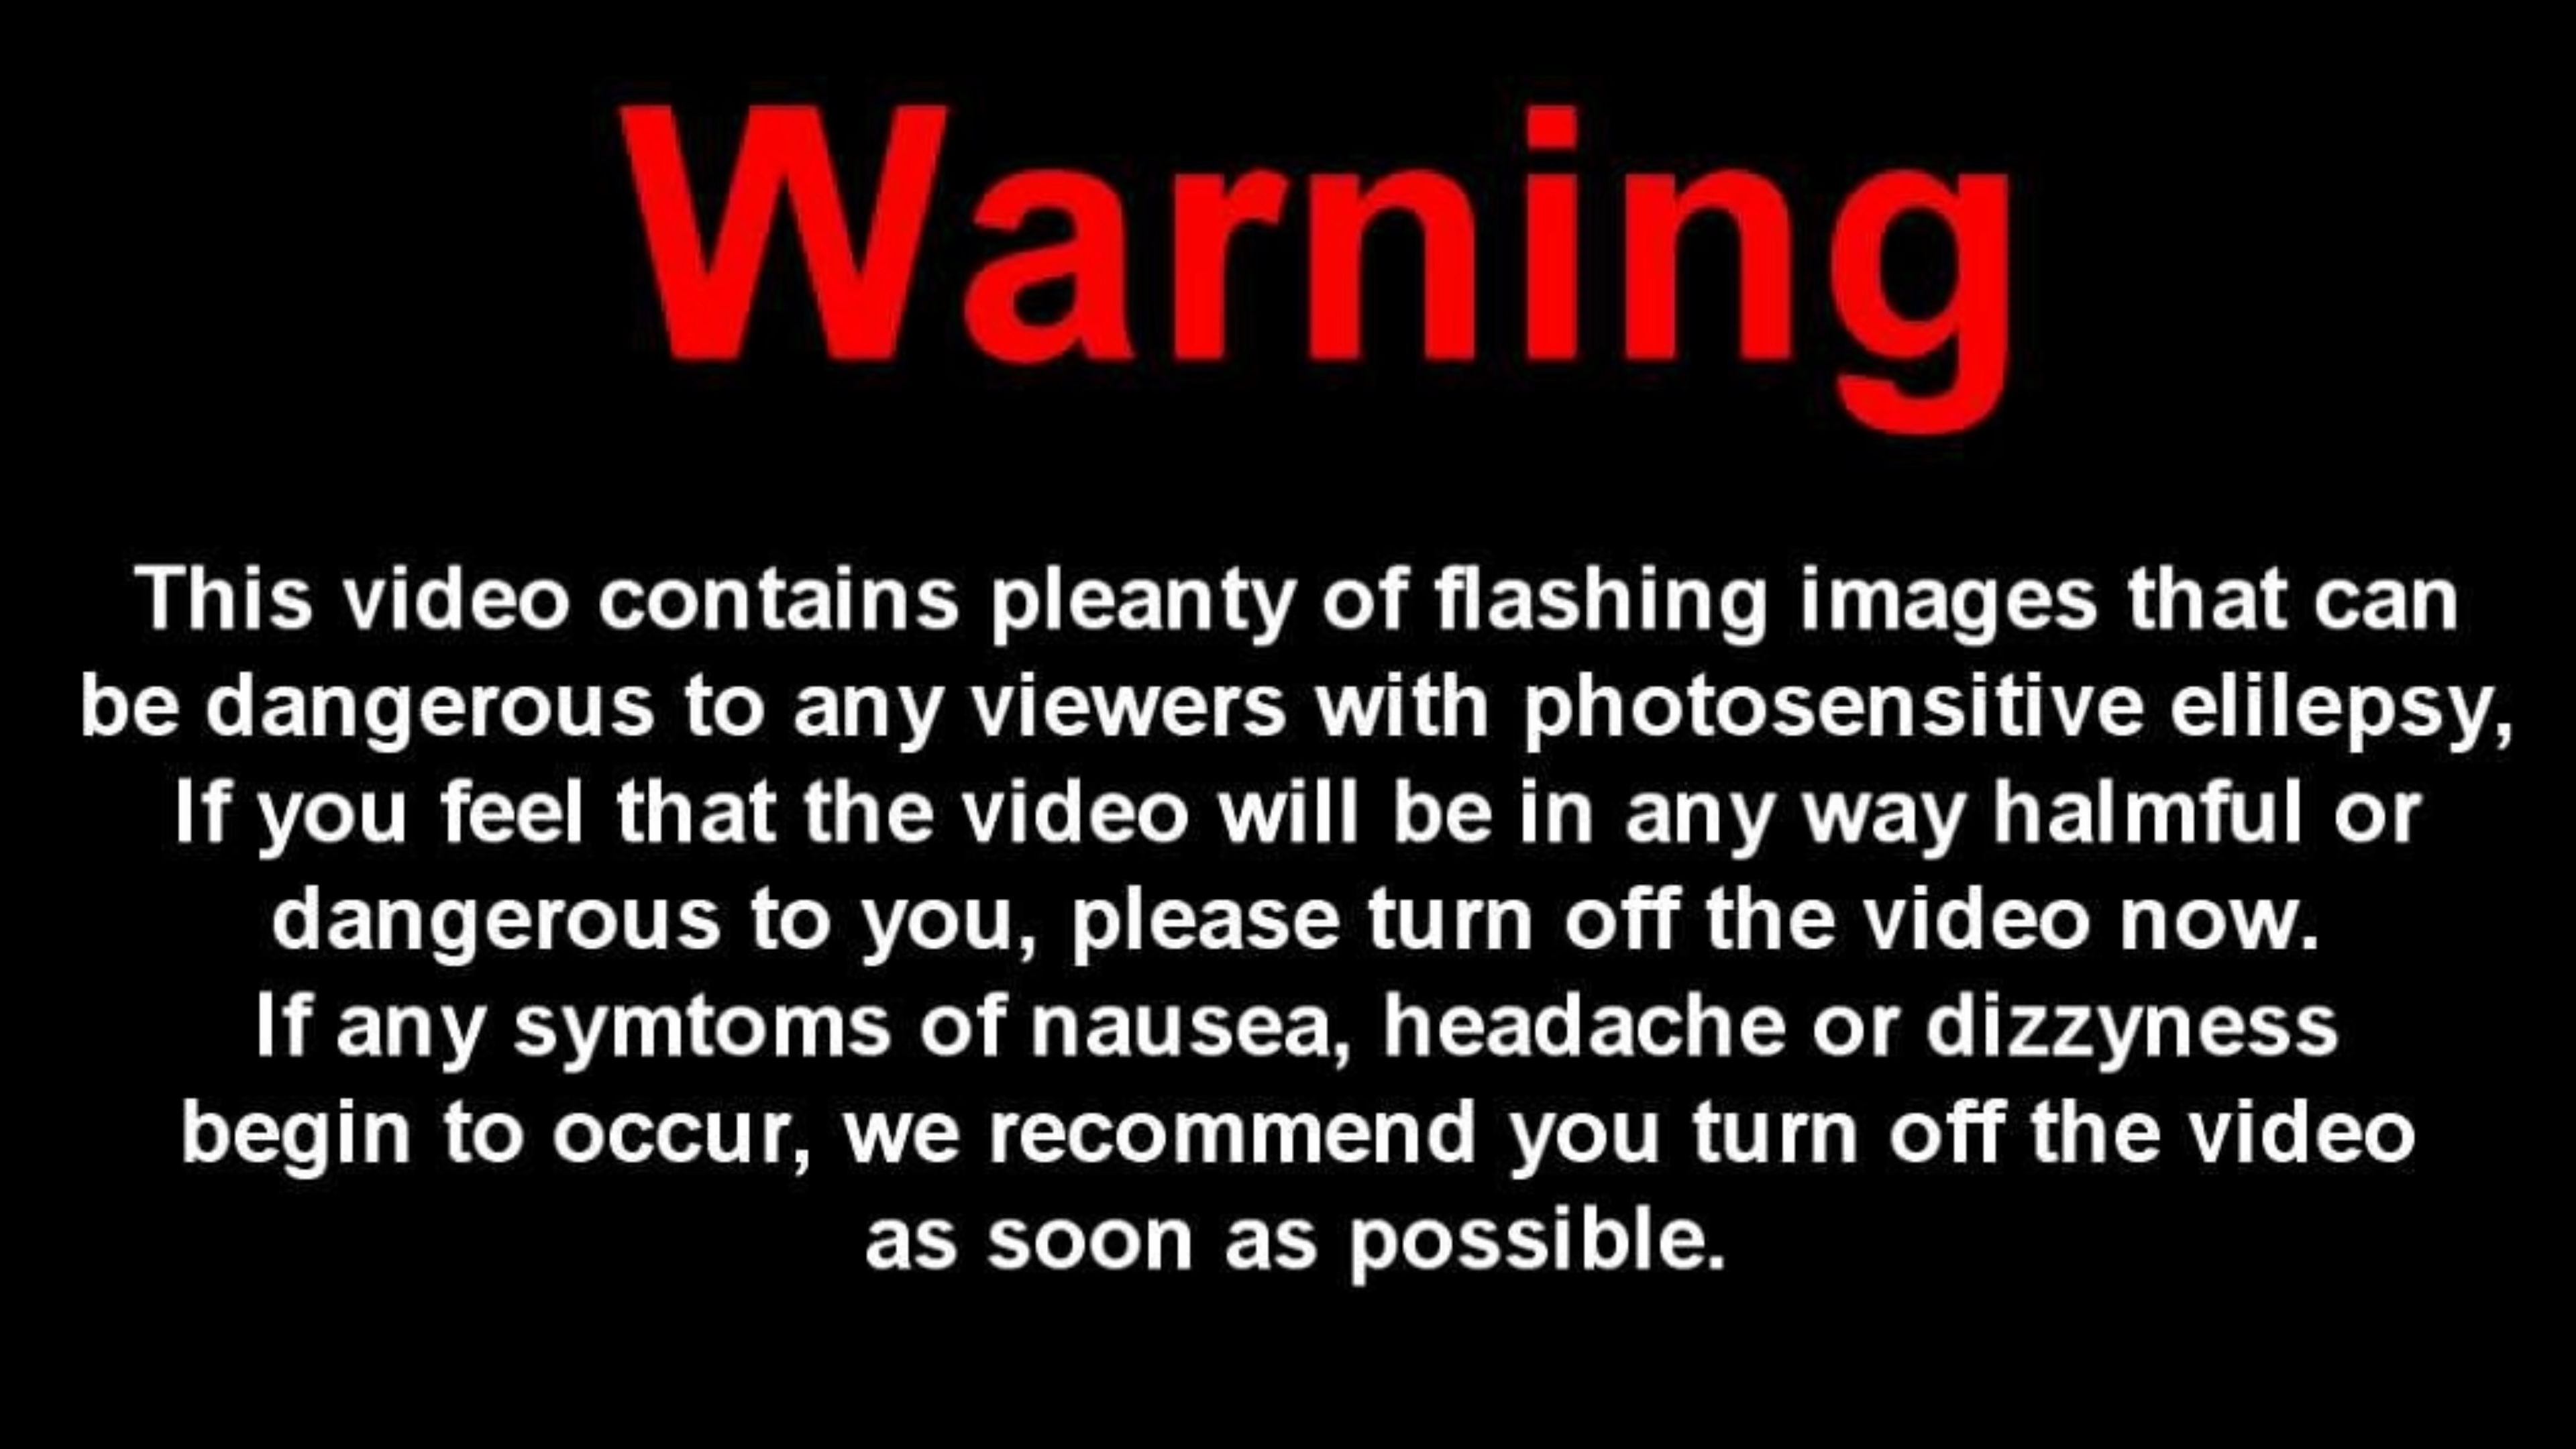 Warning
This video contains pleanty of flashing images that can
be dangerous to any viewers with photosensitive elilepsy,
If you feel that the video will be in any way halmful or
dangerous to you, please turn off the video now.
If any symtoms of nausea, headache or dizzyness
begin to occur, we recommend you turn off the video
as soon as possible.